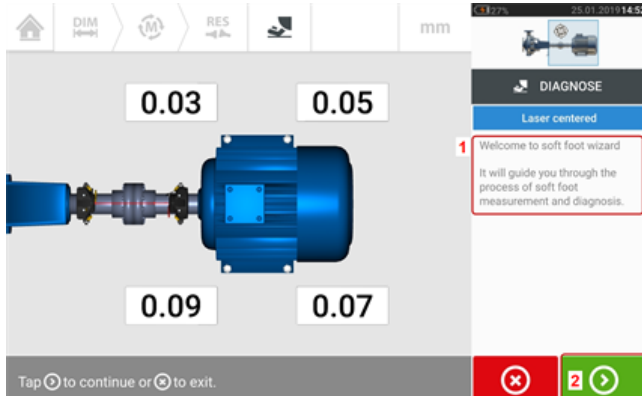 DIM
M
RES
mm
27%
25.01.2019 14:52
DIAGNOSE
Laser centered
0.03
0.05
0.09
0.07
1
Welcome to soft foot wizard
It will guide you through the
process of soft foot
measurement and diagnosis.
Tap to continue or to exit.
2